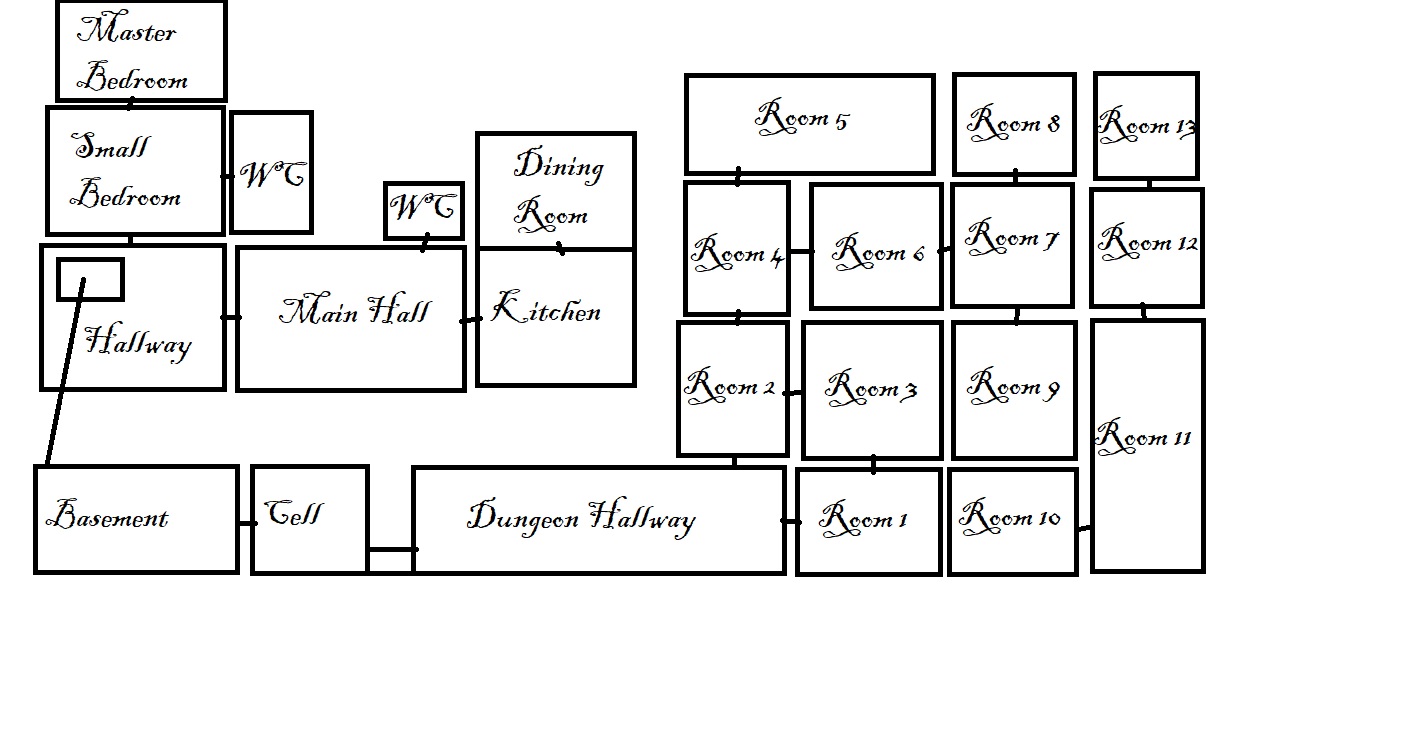 Master
Bedroom
Small
Bedroom
WC
WC
Dining
Room
Hallway
Main Hall
Kitchen
Basement
Cell
Dungeon Hallway
Room 5
Room 8
Room 13
Room 4
Room 6
Room 7
Room 12
Room 2
Room 3
Room 9
Room 11
Room 1
Room 10